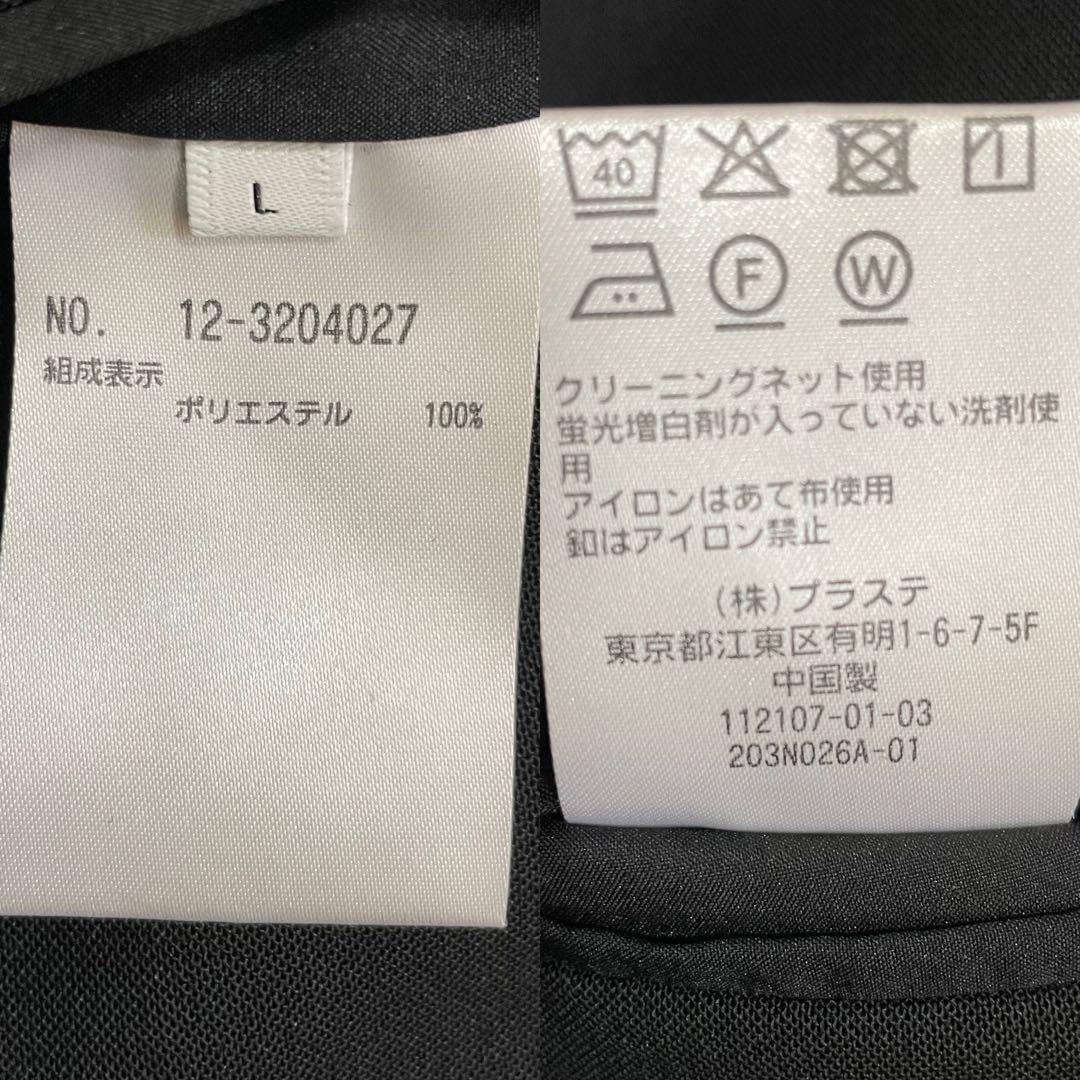 L
NO. 12-3204027
組成表示
ポリエステル 100%
40
F W
クリーニングネット使用
蛍光増白剤が入っていない洗剤使
用
アイロンはあて布使用
釦はアイロン禁止
(株)プラステ
東京都江東区有明1-6-7-5F
中国製
112107-01-03
203N026A-01